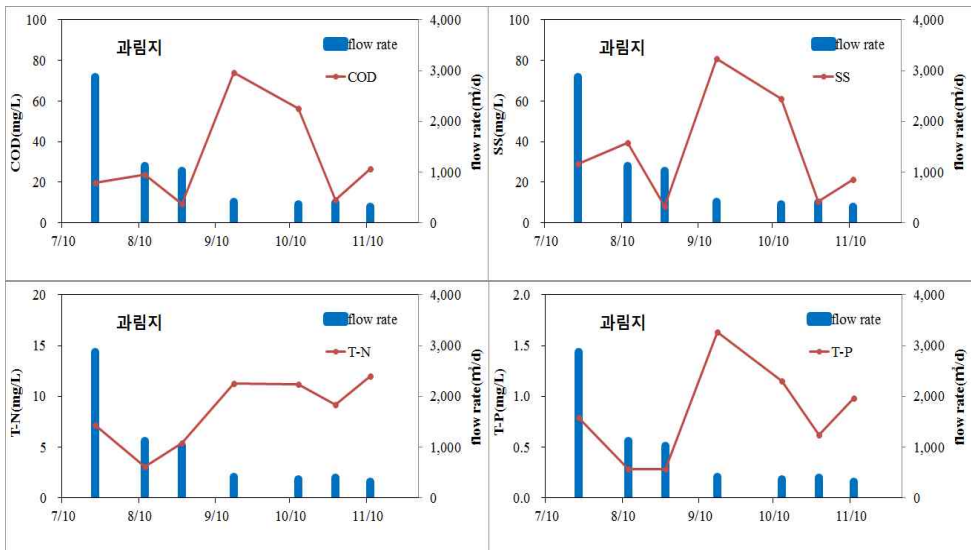 과림지
flow rate
COD
COD(mg/L)
100
80
60
40
20
0
4,000
3,000
2,000
1,000
0
flow rate(㎥/d)
7/10 8/10 9/10 10/10 11/10
과림지
flow rate
SS
SS(mg/L)
100
80
60
40
20
0
4,000
3,000
2,000
1,000
0
flow rate(㎥/d)
7/10 8/10 9/10 10/10 11/10
과림지
flow rate
T-N
T-N(mg/L)
20
15
10
5
0
4,000
3,000
2,000
1,000
0
flow rate(㎥/d)
7/10 8/10 9/10 10/10 11/10
과림지
flow rate
T-P
T-P(mg/L)
2.0
1.5
1.0
0.5
0.0
4,000
3,000
2,000
1,000
0
flow rate(㎥/d)
7/10 8/10 9/10 10/10 11/10